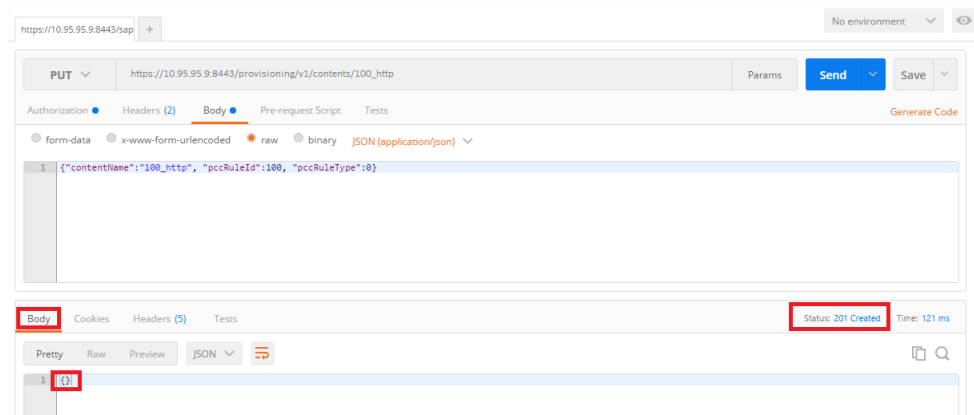 No environment
https://10.95.95.9:8443/sap +
PUT https://10.95.95.9:8443/provisioning/v1/contents/100_http Params Send Save
Authorization Headers (2) Body Pre-request Script Tests Generate Code
form-data x-www-form-urlencoded raw binary JSON (application/json)
1 {"contentName":"100_http", "pccRuleId":100, "pccRuleType":0}
Body Cookies Headers (5) Tests Status: 201 Created Time: 121 ms
Pretty Raw Preview JSON
1 {}